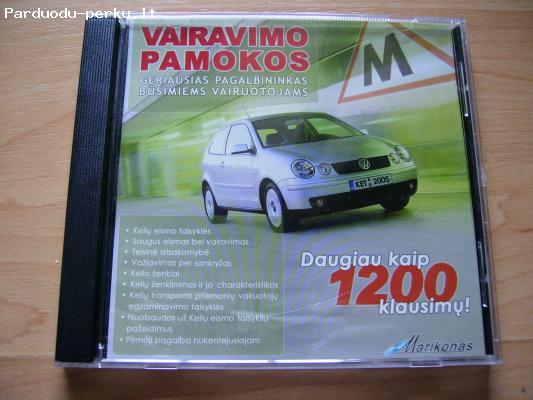 Parduodu-perku.lt
VAIRAVIMO
PAMOKOS
GERIAUSIAS PAGALBININKAS
BŪSIMIEMS VAIRUOTOJAMS
M
KET 2005
• Kelių eismo taisyklės
• Saugus eismas bei vairavimas
• Teisinė atsakomybė
• Važiavimas per sankryžas
• Kelio ženklai
• Kelių ženklinimas ir jo charakteristikos
• Kelių transporto priemonių vairuotojų
egzaminavimo taisyklės
• Nuobaudos už Kelių eismo taisyklių
pažeidimus
• Pirmoji pagalba nukentėjusiajam
Daugiau kaip
1200
klausimų!
Marikonas